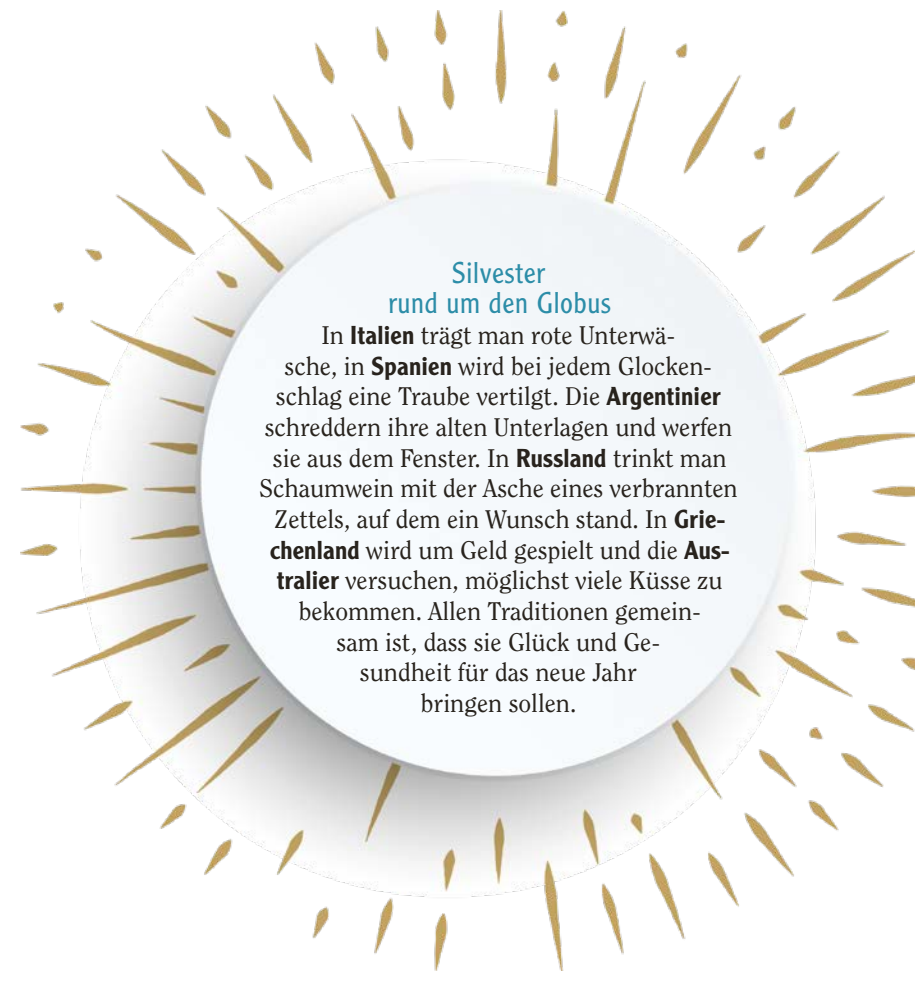 Silvester
rund um den Globus
In Italien trägt man rote Unterwä-
sche, in Spanien wird bei jedem Glocken-
schlag eine Traube vertilgt. Die Argentinier
schreddern ihre alten Unterlagen und werfen
sie aus dem Fenster. In Russland trinkt man
Schaumwein mit der Asche eines verbrannten
Zettels, auf dem ein Wunsch stand. In Grie-
chenland wird um Geld gespielt und die Aus-
tralier versuchen, möglichst viele Küsse zu
bekommen. Allen Traditionen gemein-
sam ist, dass sie Glück und Ge-
sundheit für das neue Jahr
bringen sollen.